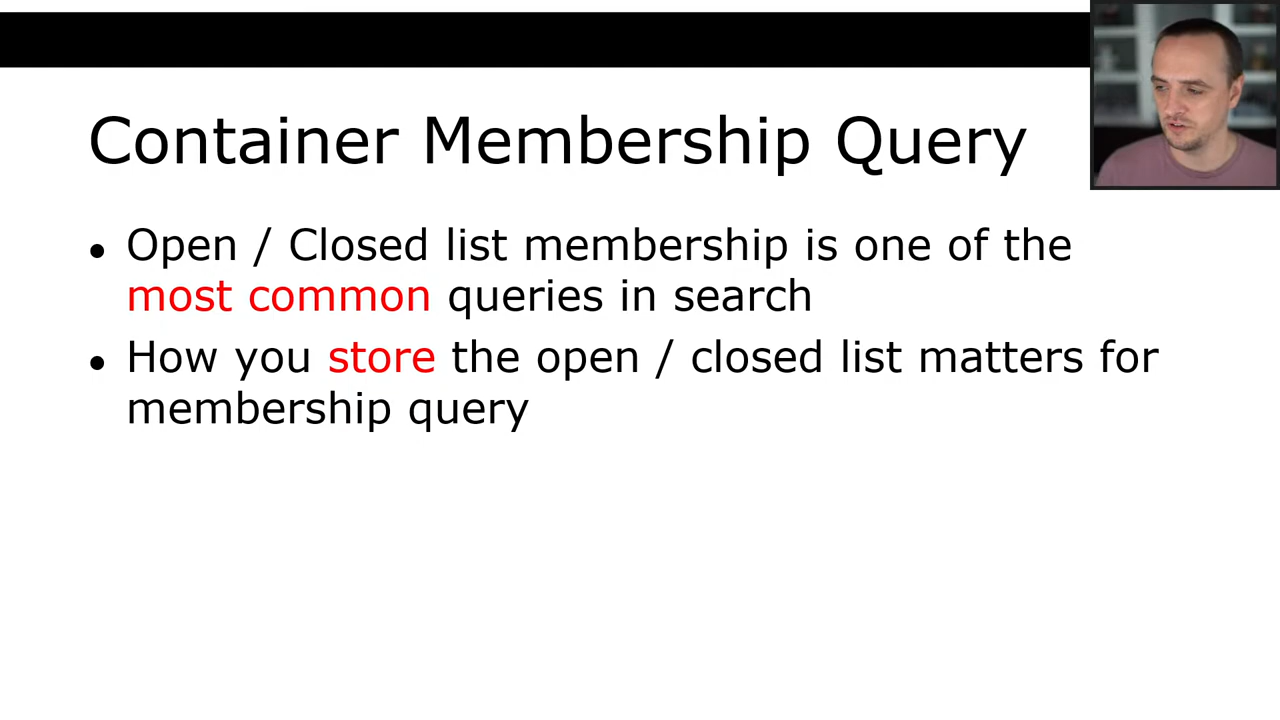 Container Membership Query
• Open / Closed list membership is one of the
most common queries in search
• How you store the open / closed list matters for
membership query